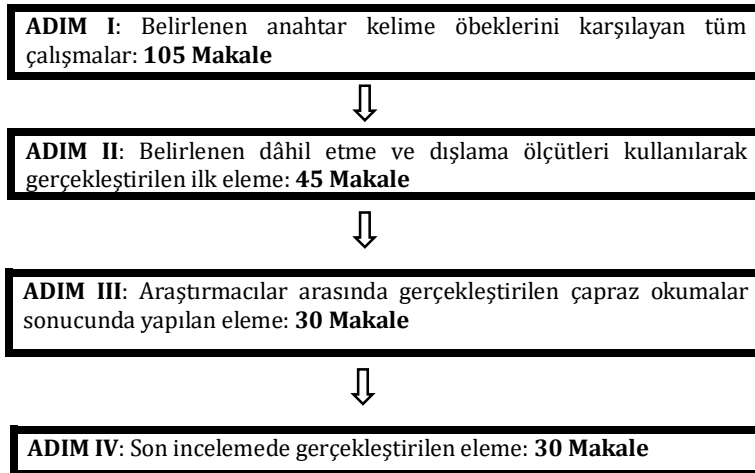 ADIM I: Belirlenen anahtar kelime öbeklerini karşılayan tüm
çalışmalar: 105 Makale
ADIM II: Belirlenen dâhil etme ve dışlama ölçütleri kullanılarak
gerçekleştirilen ilk eleme: 45 Makale
ADIM III: Araştırmacılar arasında gerçekleştirilen çapraz okumalar
sonucunda yapılan eleme: 30 Makale
ADIM IV: Son incelemede gerçekleştirilen eleme: 30 Makale